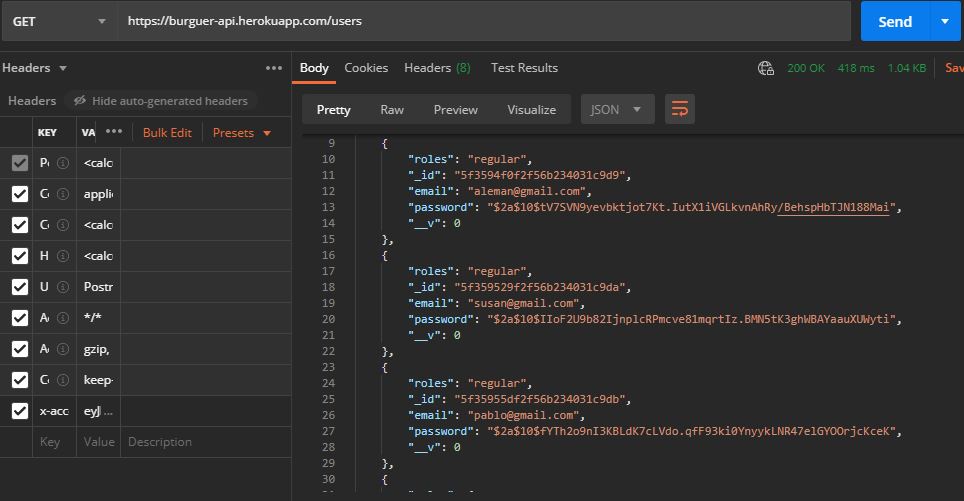 GET https://burguer-api.herokuapp.com/users Send
Headers
Headers Hide auto-generated headers
KEY VA Bulk Edit Presets
<calc
applic
<calc
H <calc
U Postr
*/*
gzip,
keep-
x-acc eyJ
Key Value Description
Body Cookies Headers (8) Test Results 200 OK 418 ms 1.04 KB Sav
Pretty Raw Preview Visualize JSON
9 {
10 "roles": "regular",
11 "_id": "5f3594f0f2f56b234031c9d9",
12 "email": "aleman@gmail.com",
13 "password": "$2a$10$tV7SVN9yevbktjot7Kt.IutX1iVGLkvnAhRy/BehspHbTJN188Mai",
14 "__v": 0
15 },
16 {
17 "roles": "regular",
18 "_id": "5f359529f2f56b234031c9da",
19 "email": "susan@gmail.com",
20 "password": "$2a$10$IIoF2U9b82IjnplcRPmcve81mqrtIz.BMN5tK3ghWBAYaauXUWyti",
21 "__v": 0
22 },
23 {
24 "roles": "regular",
25 "_id": "5f35955df2f56b234031c9db",
26 "email": "pablo@gmail.com",
27 "password": "$2a$10$fYTh2o9nI3KBLdK7cLVdo.qfF93ki0YnyykLNR47elGYOOrjcKceK",
28 "__v": 0
29 },
30 {